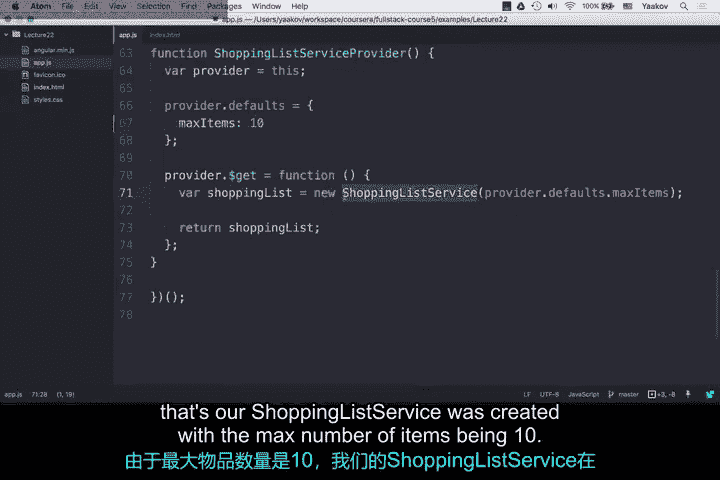 Atom File Edit View Selection Find Packages Window Help
100% Yaakov
app.js — /Users/yaakov/workspace/coursera/fullstack-course5/examples/Lecture22
Lecture22
angular.min.js
app.js
favicon.ico
index.html
styles.css
app.js index.html
63 function ShoppingListServiceProvider() {
64 var provider = this;
65
66 provider.defaults = {
67 maxItems: 10
68 };
69
70 provider.$get = function () {
71 var shoppingList = new ShoppingListService(provider.defaults.maxItems);
72
73 return shoppingList;
74 };
75 }
76
77 })();
78
app.js 71:28 (1, 19) LF UTF-8 JavaScript master +3, -8
that's our ShoppingListService was created
with the max number of items being 10.
由于最大物品数量是10，我们的ShoppingListService在